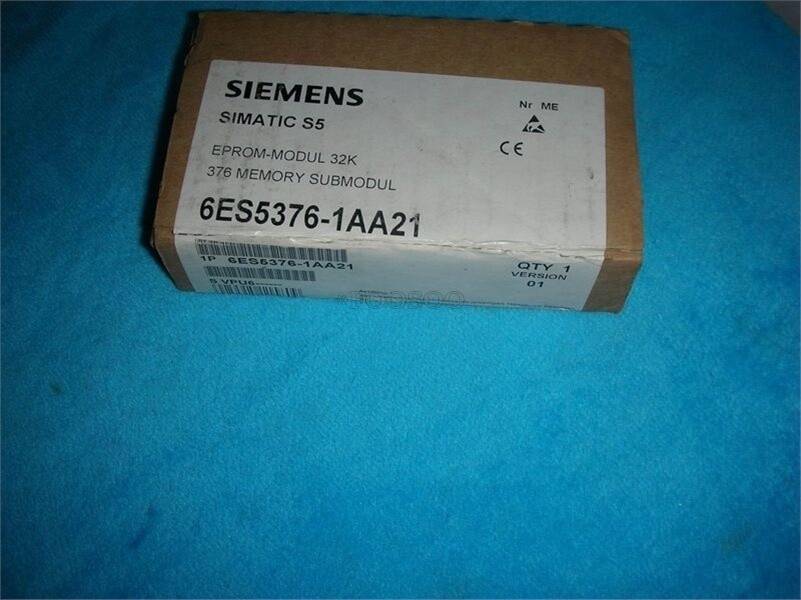 SIEMENS
SIMATIC S5
Nr ME
CE
EPROM-MODUL 32K
376 MEMORY SUBMODUL
6ES5376-1AA21
1P 6ES5376-1AA21
S VPU6
QTY 1
VERSION
01